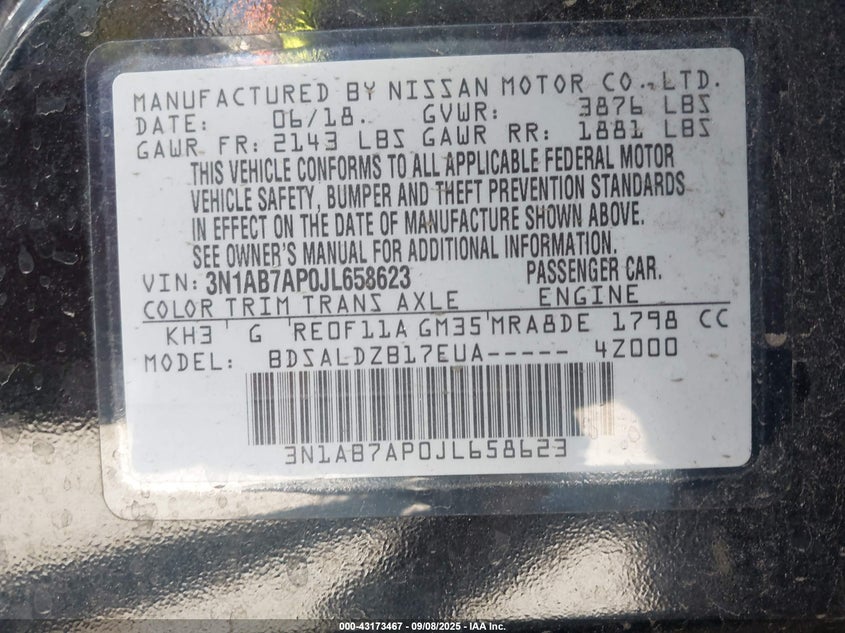 MANUFACTURED BY NISSAN MOTOR CO.,LTD.
DATE: 06/18. GVWR: 3876 LBS
GAWR FR: 2143 LBS GAWR RR: 1881 LBS
THIS VEHICLE CONFORMS TO ALL APPLICABLE FEDERAL MOTOR
VEHICLE SAFETY, BUMPER AND THEFT PREVENTION STANDARDS
IN EFFECT ON THE DATE OF MANUFACTURE SHOWN ABOVE.
SEE OWNER'S MANUAL FOR ADDITIONAL INFORMATION.
VIN: 3N1AB7AP0JL658623 PASSENGER CAR.
COLOR TRIM TRANS AXLE ENGINE
KH3 G RE0F11A GM35 MRA8DE 1798 CC
MODEL: BDSALDZB17EUA----- 4Z000
3N1AB7AP0JL658623
000-43173467 - 09/08/2025 - IAA Inc.